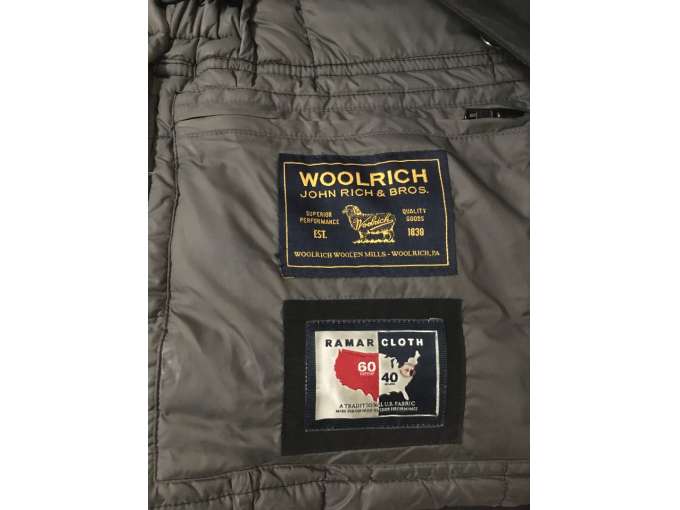 WOOLRICH
JOHN RICH & BROS.
SUPERIOR
PERFORMANCE
Woolrich
QUALITY
GOODS
EST.
1830
WOOLRICH WOOLEN MILLS - WOOLRICH, PA
RAMAR CLOTH
60
40
A TRADITIONAL U.S. FABRIC